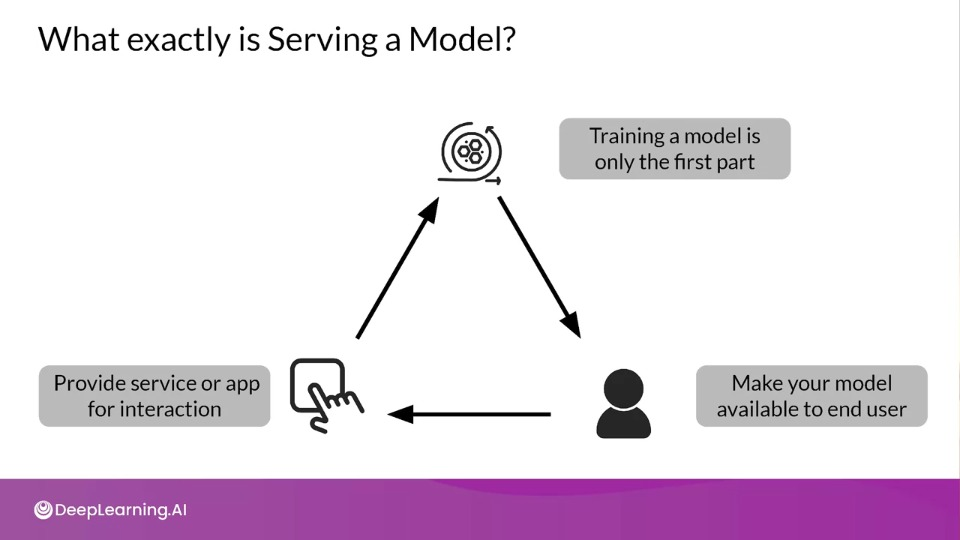 What exactly is Serving a Model?
Training a model is
only the first part
Provide service or app
for interaction
Make your model
available to end user
DeepLearning.AI